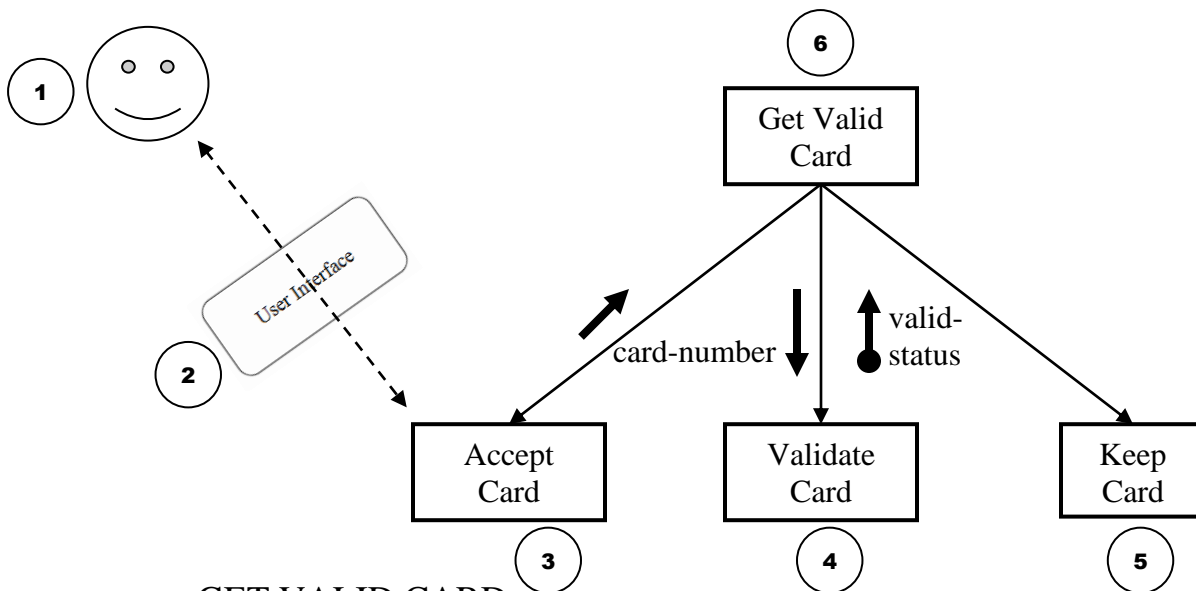 6
1
Get Valid
Card
User Interface
valid-
card-number
status
2
Accept
Card
Validate
Card
Keep
Card
3
4
5
GET VALID CARD